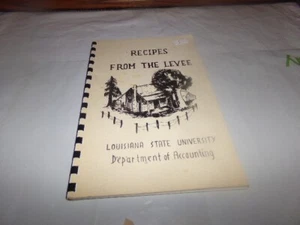 RECIPES
FROM THE LEVEE
LOUISIANA STATE UNIVERSITY
Department of Accounting